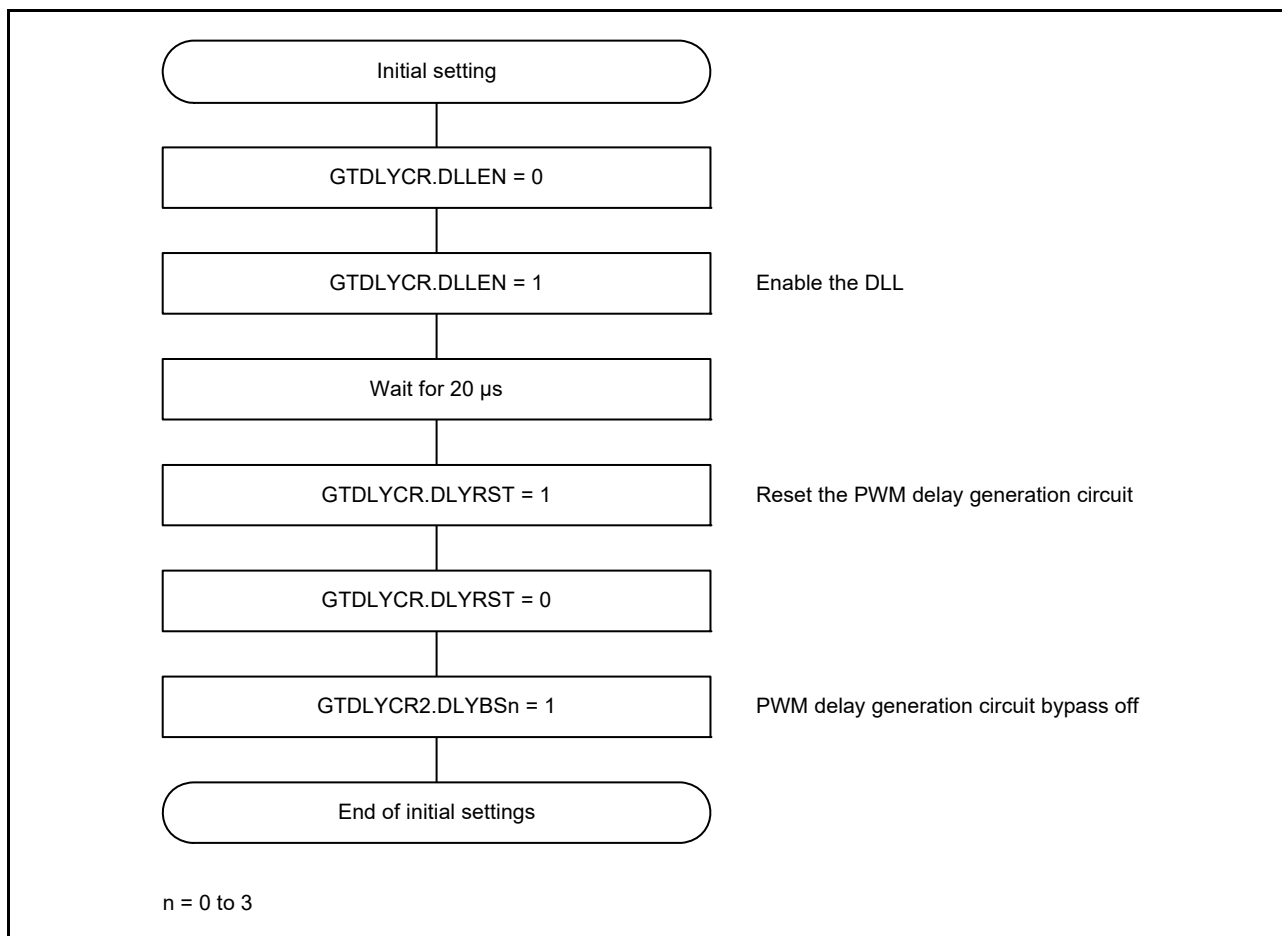 Initial setting
GTDLYCR.DLLEN = 0
GTDLYCR.DLLEN = 1
Enable the DLL
Wait for 20 µs
GTDLYCR.DLYRST = 1
Reset the PWM delay generation circuit
GTDLYCR.DLYRST = 0
GTDLYCR2.DLYBSn = 1
PWM delay generation circuit bypass off
End of initial settings
n = 0 to 3